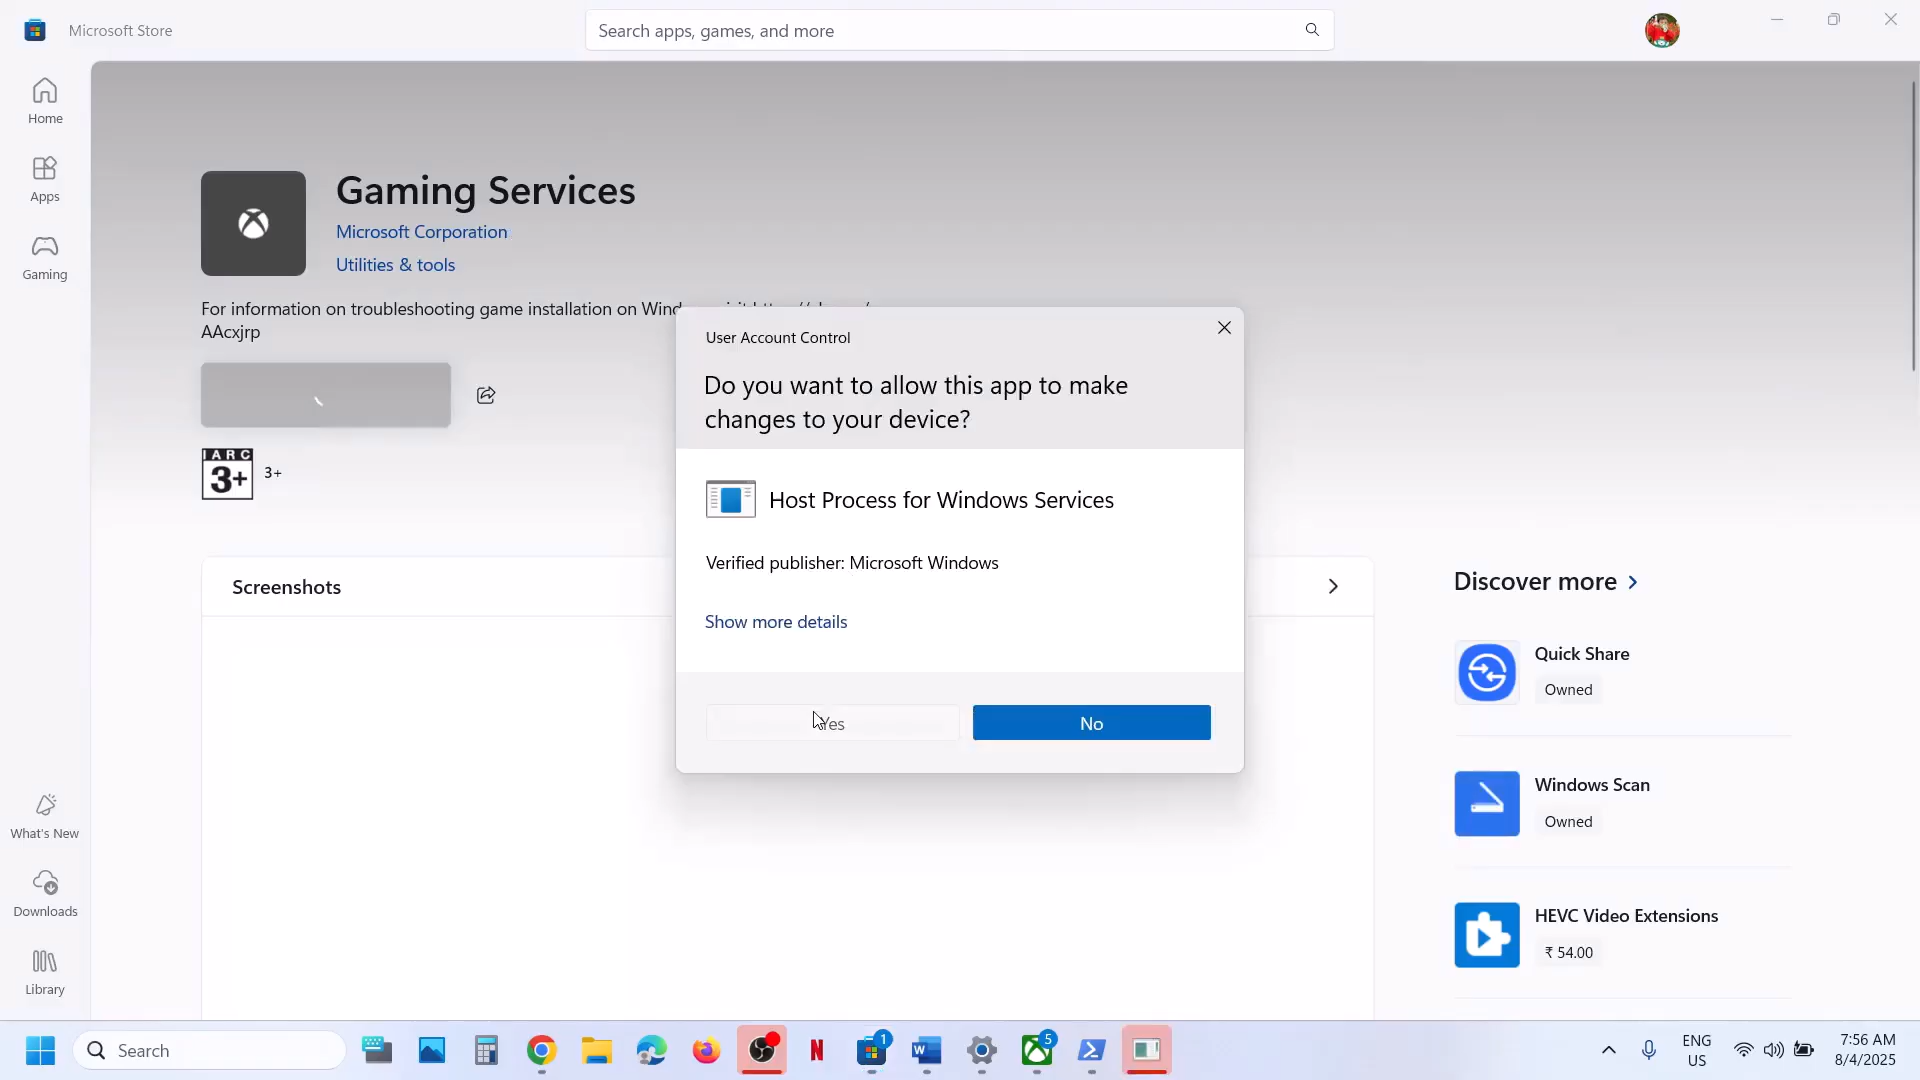 Microsoft Store
Search apps, games, and more
Home
Apps
Gaming
What's New
Downloads
Library
Gaming Services
Microsoft Corporation
Utilities & tools
For information on troubleshooting game installation on
AAcxjrp
IARC
3+
3+
Screenshots
User Account Control
Do you want to allow this app to make
changes to your device?
Host Process for Windows Services
Verified publisher: Microsoft Windows
Show more details
Yes
No
Discover more
Quick Share
Owned
Windows Scan
Owned
HEVC Video Extensions
₹ 54.00
Search
1
5
ENG
US
7:56 AM
8/4/2025